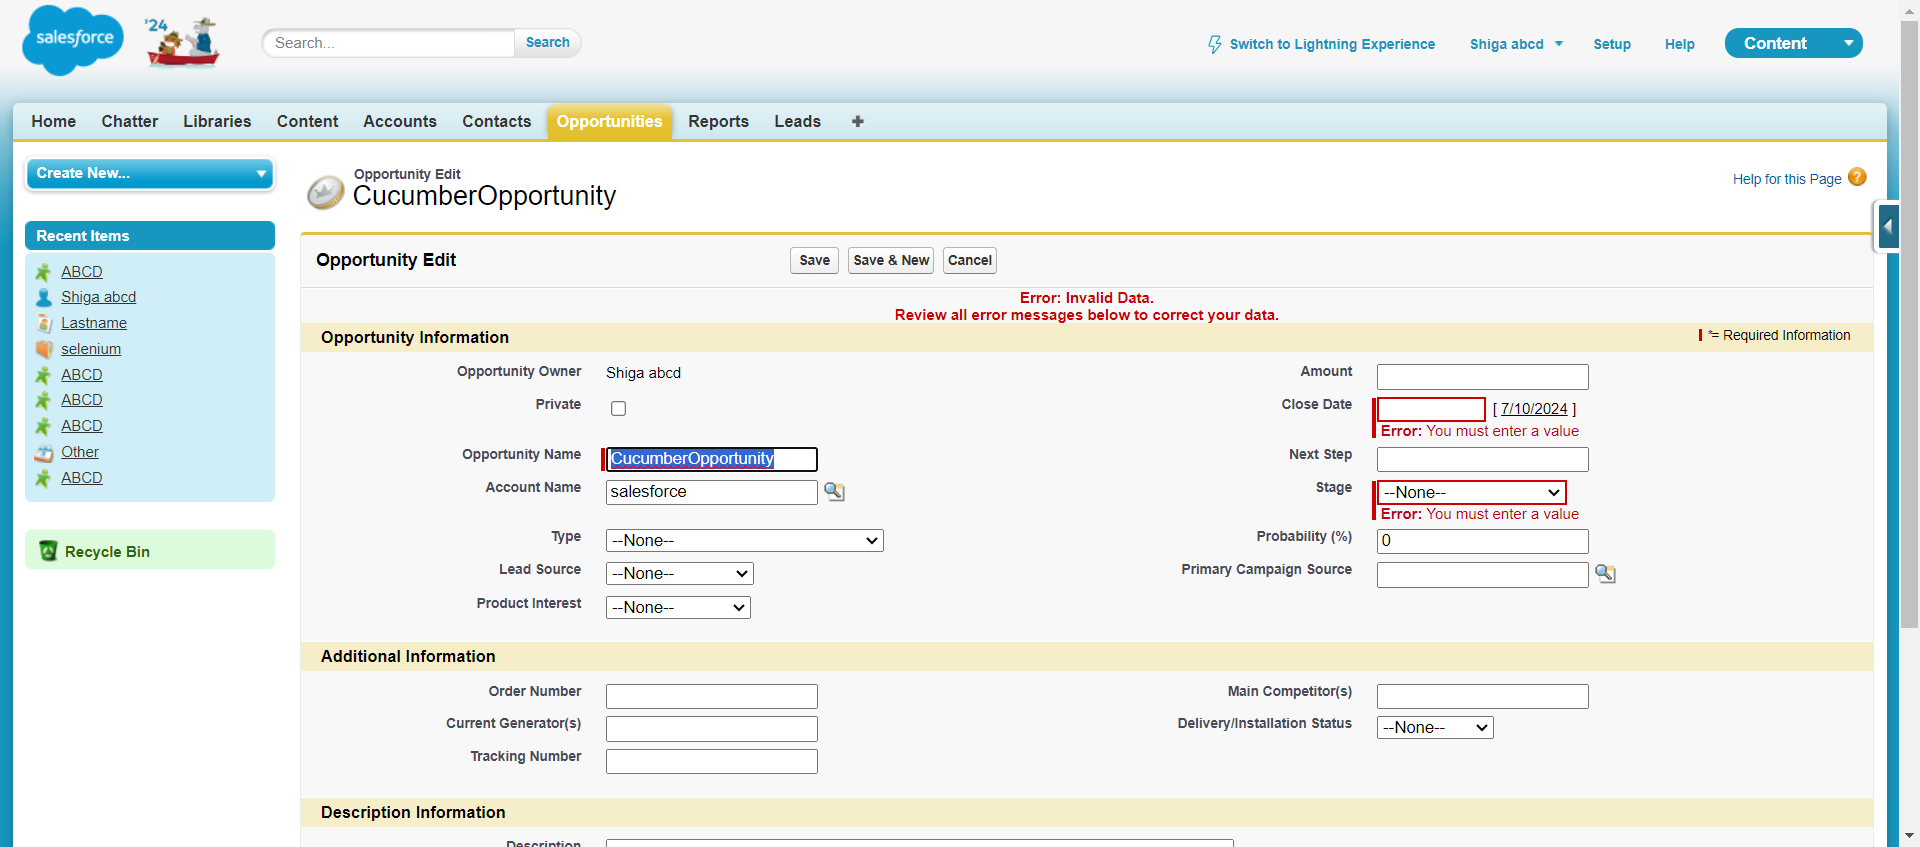 salesforce
'24
Search...
Search
Switch to Lightning Experience
Shiga abcd
Setup
Help
Content
Home
Chatter
Libraries
Content
Accounts
Contacts
Opportunities
Reports
Leads
Create New...
Recent Items
ABCD
Shiga abcd
Lastname
selenium
ABCD
ABCD
ABCD
Other
ABCD
Recycle Bin
Opportunity Edit
CucumberOpportunity
Help for this Page
?
Opportunity Edit
Save
Save & New
Cancel
Error: Invalid Data.
Review all error messages below to correct your data.
Opportunity Information
*= Required Information
Opportunity Owner
Shiga abcd
Amount
Private
Close Date
[ 7/10/2024 ]
Error: You must enter a value
Opportunity Name
CucumberOpportunity
Next Step
Account Name
salesforce
Stage
--None--
Error: You must enter a value
Type
--None--
Probability (%)
0
Lead Source
--None--
Primary Campaign Source
Product Interest
--None--
Additional Information
Order Number
Main Competitor(s)
Current Generator(s)
Delivery/Installation Status
--None--
Tracking Number
Description Information
Description